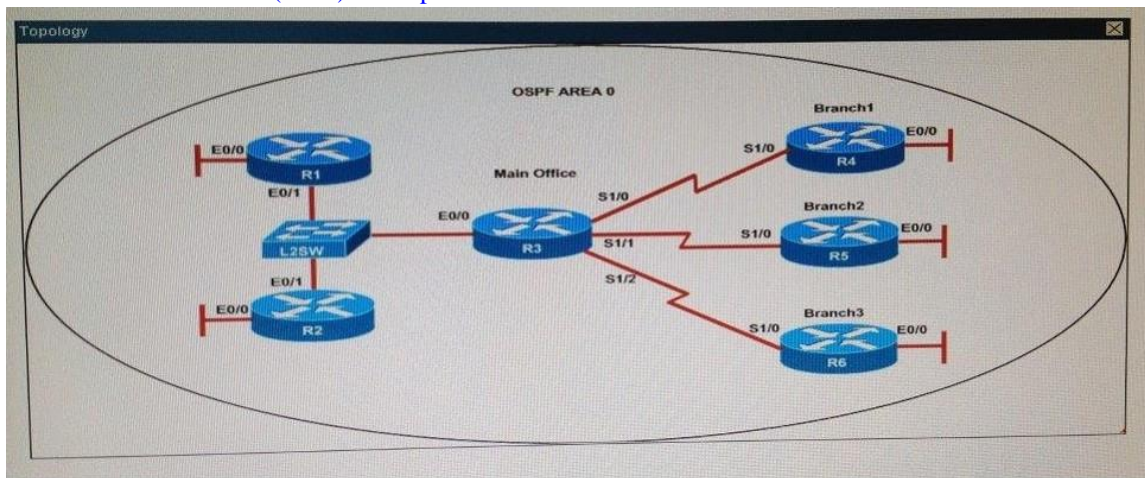 Topology
OSPF AREA 0
Branch1
E0/0
R1
E0/1
S1/0
R4
E0/0
Main Office
S1/0
Branch2
E0/0
R3
S1/1
S1/0
R5
E0/0
L2SW
E0/1
S1/2
E0/0
R2
Branch3
S1/0
R6
E0/0